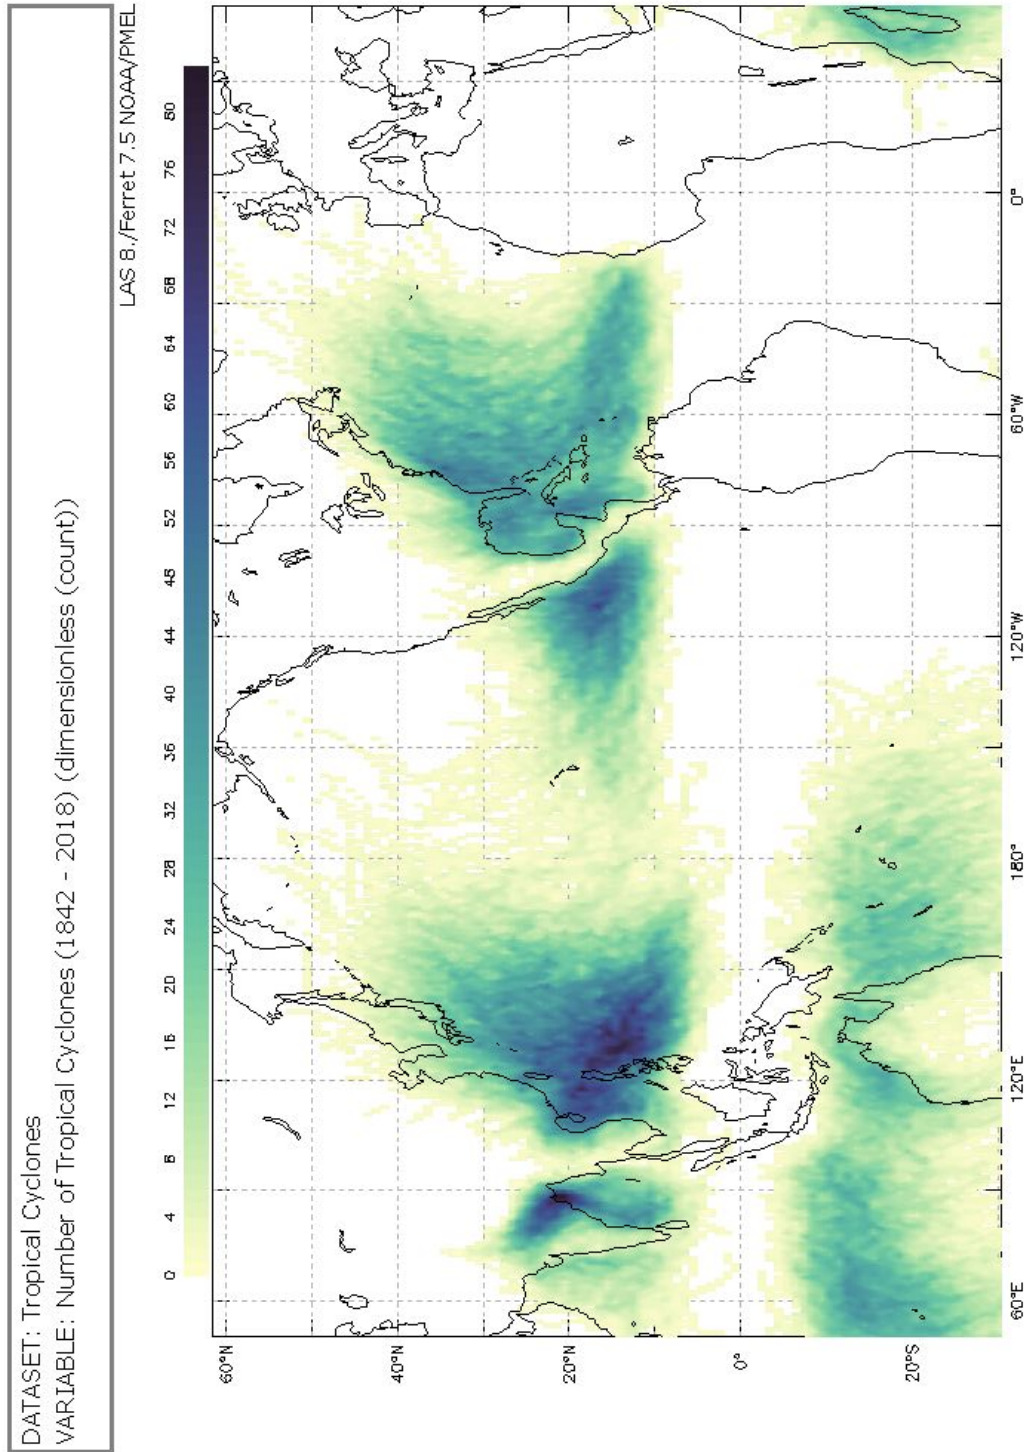 DATASET: Tropical Cyclones
VARIABLE: Number of Tropical Cyclones (1842 - 2018) (dimensionless (count))
LAS 8./Ferret 7.5 NOAA/PMEL
0 4 8 12 16 20 24 28 32 36 40 44 48 52 56 60 64 68 72 76 80
60°N
40°N
20°N
0°
20°S
60°E 120°E 180° 120°W 60°W 0°